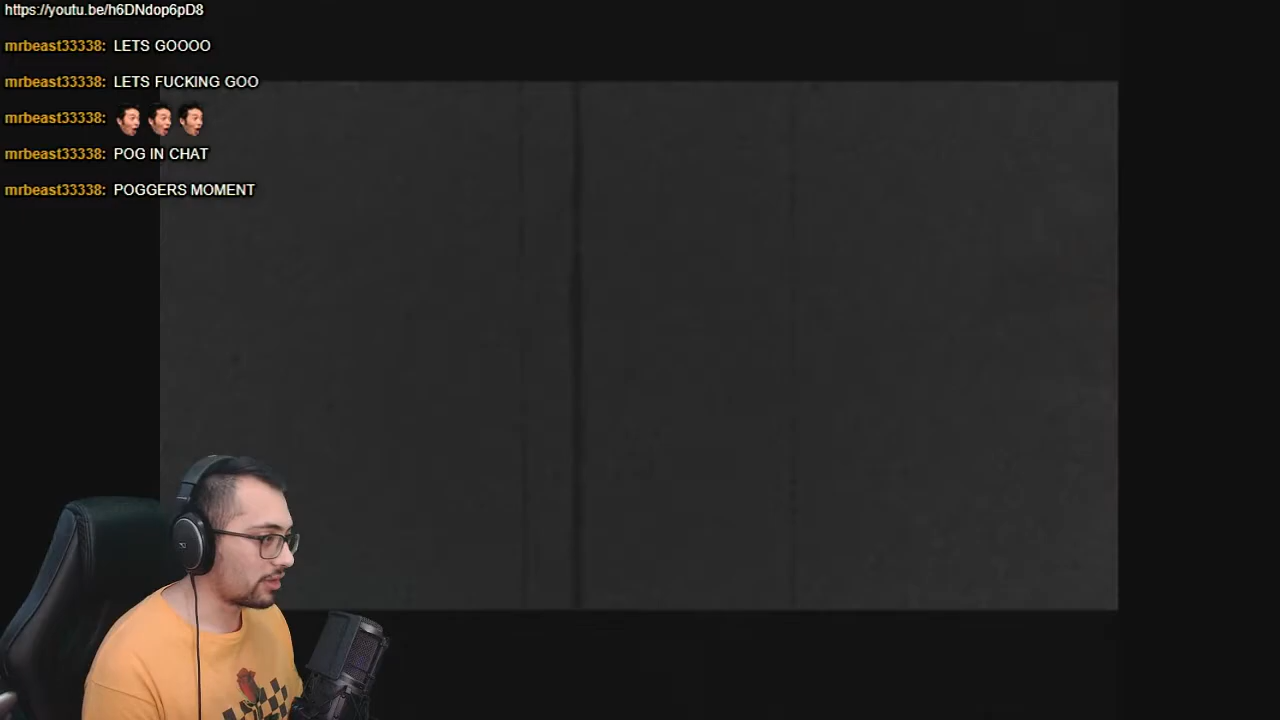 https://youtu.be/h6DNdop6pD8
mrbeast33338: LETS GOOOO
mrbeast33338: LETS FUCKING GOO
mrbeast33338:
mrbeast33338: POG IN CHAT
mrbeast33338: POGGERS MOMENT